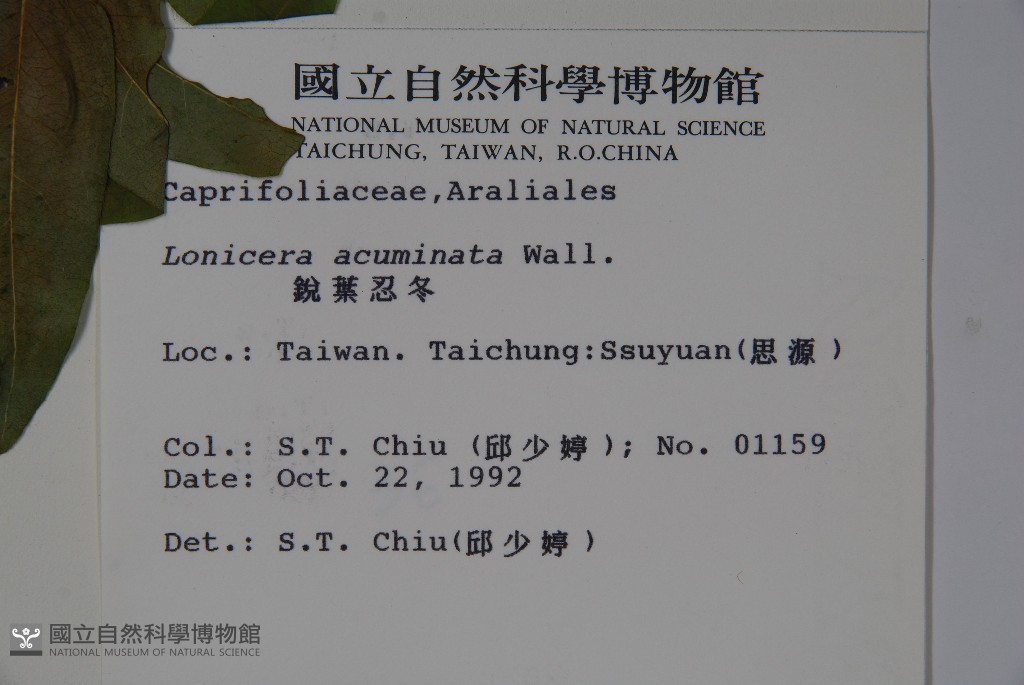 國立自然科學博物館
NATIONAL MUSEUM OF NATURAL SCIENCE
TAICHUNG, TAIWAN, R.O.CHINA
Caprifoliaceae,Araliales
Lonicera acuminata Wall.
銳葉忍冬
Loc.: Taiwan. Taichung:Ssuyuan(思源)
Col.: S.T. Chiu (邱少婷); No. 01159
Date: Oct. 22, 1992
Det.: S.T. Chiu(邱少婷)
國立自然科學博物館
NATIONAL MUSEUM OF NATURAL SCIENCE